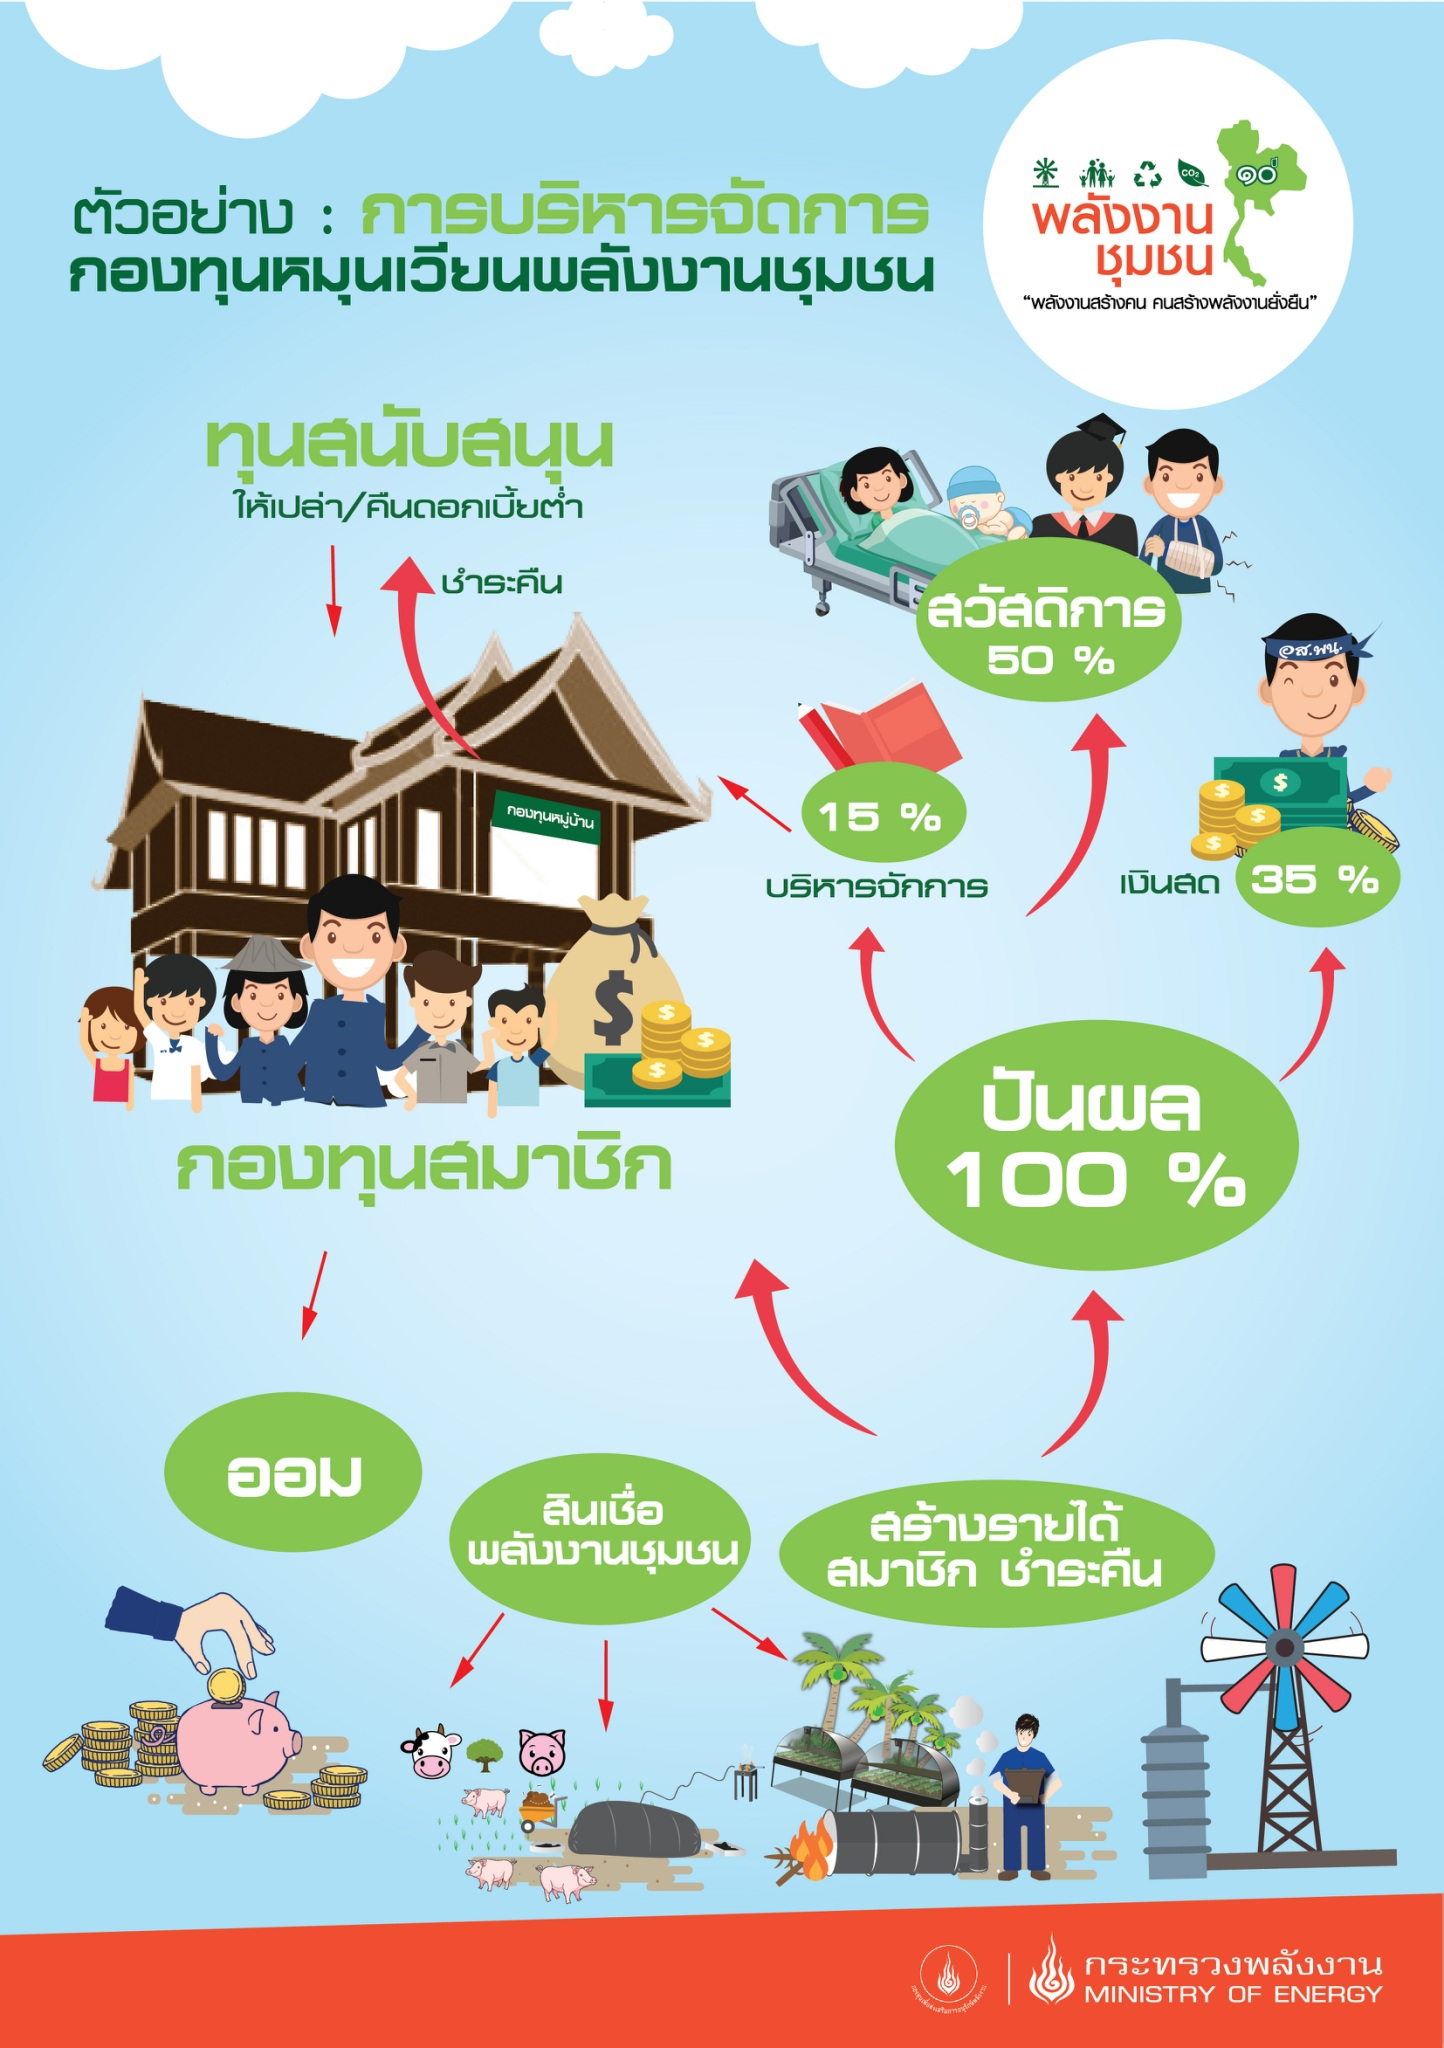 ตัวอย่าง : การบริหารจัดการ
กองทุนหมุนเวียนพลังงานชุมชน
CO2
๑๐ ปี
พลังงาน
ชุมชน
“พลังงานสร้างคน คนสร้างพลังงานยั่งยืน”
ทุนสนับสนุน
ให้เปล่า/คืนดอกเบี้ยต่ำ
ชำระคืน
สวัสดิการ
50 %
อส.พน.
กองทุนหมู่บ้าน
15 %
บริหารจักการ
เงินสด
35 %
ปันผล
100 %
กองทุนสมาชิก
ออม
สินเชื่อ
พลังงานชุมชน
สร้างรายได้
สมาชิก ชำระคืน
กระทรวงพลังงาน
MINISTRY OF ENERGY